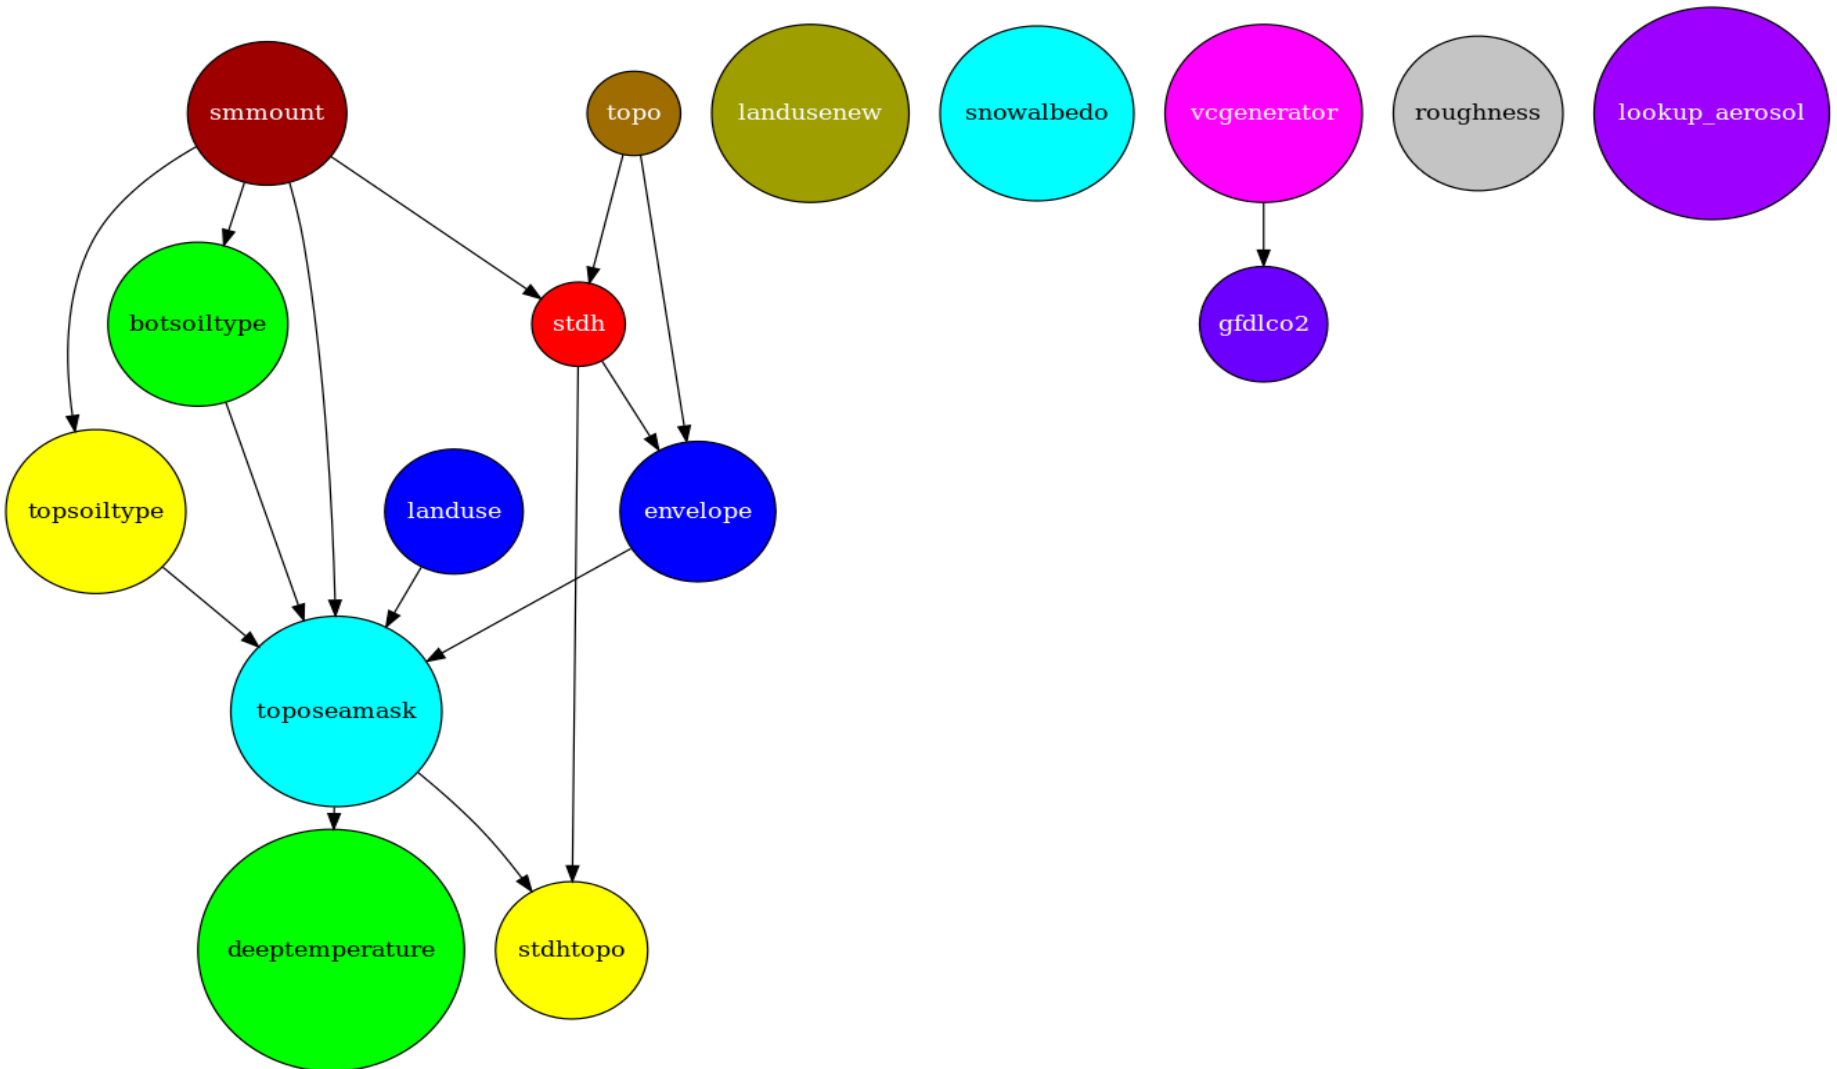 smmount
topo
landusenew
snowalbedo
vcgenerator
roughness
lookup_aerosol
botsoiltype
stdh
gfdlco2
topsoiltype
landuse
envelope
toposeamask
deeptemperature
stdhtopo